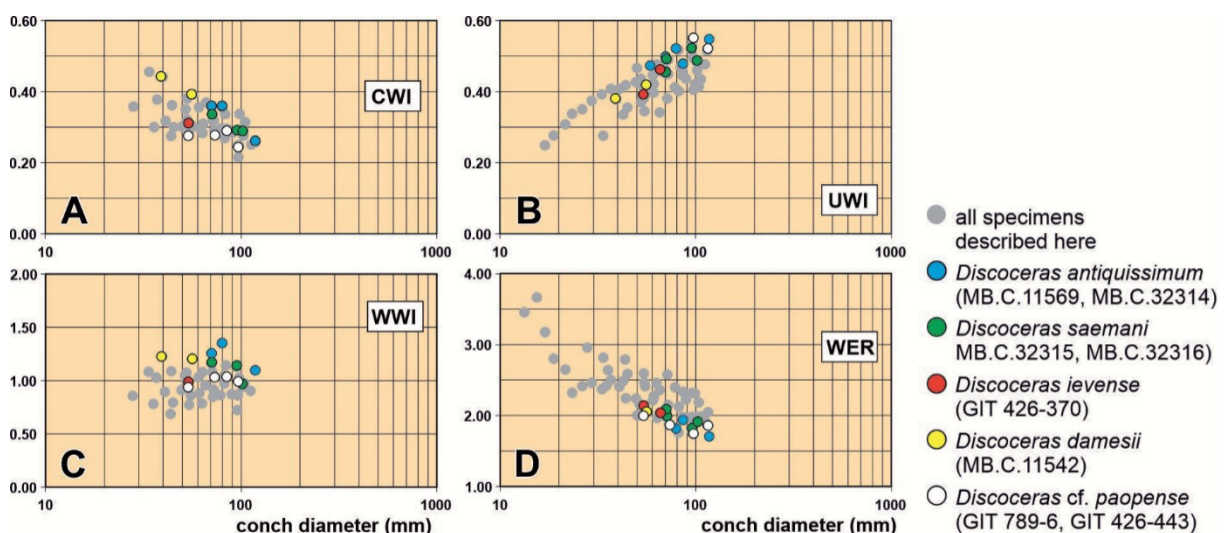 0.60
0.40
0.20
0.00
10
100
1000
CWI
A
0.60
0.40
0.20
0.00
10
100
1000
B
UWI
2.00
1.50
1.00
0.50
0.00
10
100
1000
WWI
C
conch diameter (mm)
4.00
3.00
2.00
1.00
10
100
1000
WER
D
conch diameter (mm)
all specimens
described here
Discoceras antiquissimum
(MB.C.11569, MB.C.32314)
Discoceras saemani
MB.C.32315, MB.C.32316)
Discoceras ievense
(GIT 426-370)
Discoceras damesii
(MB.C.11542)
Discoceras cf. paopense
(GIT 789-6, GIT 426-443)